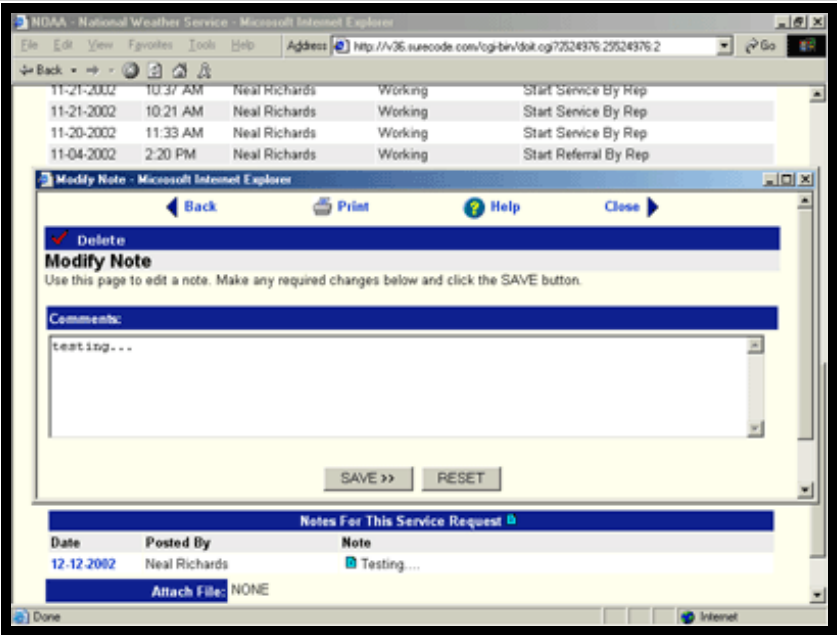 NOAA - National Weather Service - Microsoft Internet Explorer
File Edit View Favorites Tools Help Address http://v36.surecode.com/cgi-bin/doit.cgi?2524976:29524976:2 Go
Back
11-21-2002 10:37 AM Neal Richards Working Start Service By Rep
11-21-2002 10:21 AM Neal Richards Working Start Service By Rep
11-20-2002 11:33 AM Neal Richards Working Start Service By Rep
11-04-2002 2:20 PM Neal Richards Working Start Referral By Rep
Modify Note - Microsoft Internet Explorer
Back Print Help Close
Delete
Modify Note
Use this page to edit a note. Make any required changes below and click the SAVE button.
Comments:
testing...
SAVE >> RESET
Notes For This Service Request
Date Posted By Note
12-12-2002 Neal Richards Testing....
Attach File: NONE
Done Internet